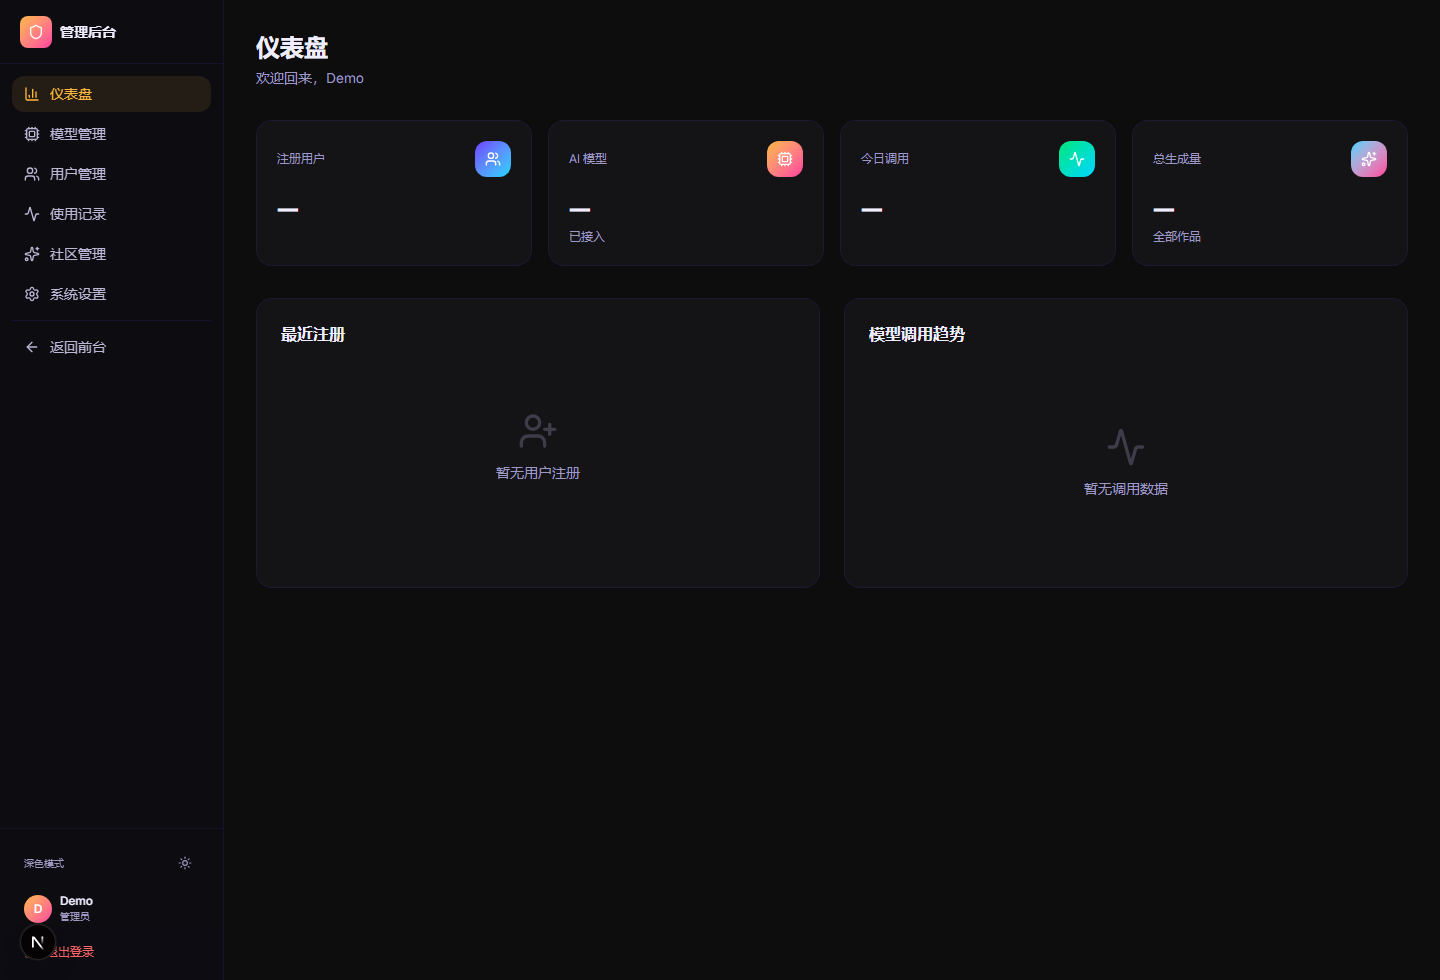 管理后台
仪表盘
模型管理
用户管理
使用记录
社区管理
系统设置
返回前台
深色模式
D
Demo
管理员
N
出登录
仪表盘
欢迎回来，Demo
注册用户
—
AI 模型
—
已接入
今日调用
—
总生成量
—
全部作品
最近注册
暂无用户注册
模型调用趋势
暂无调用数据